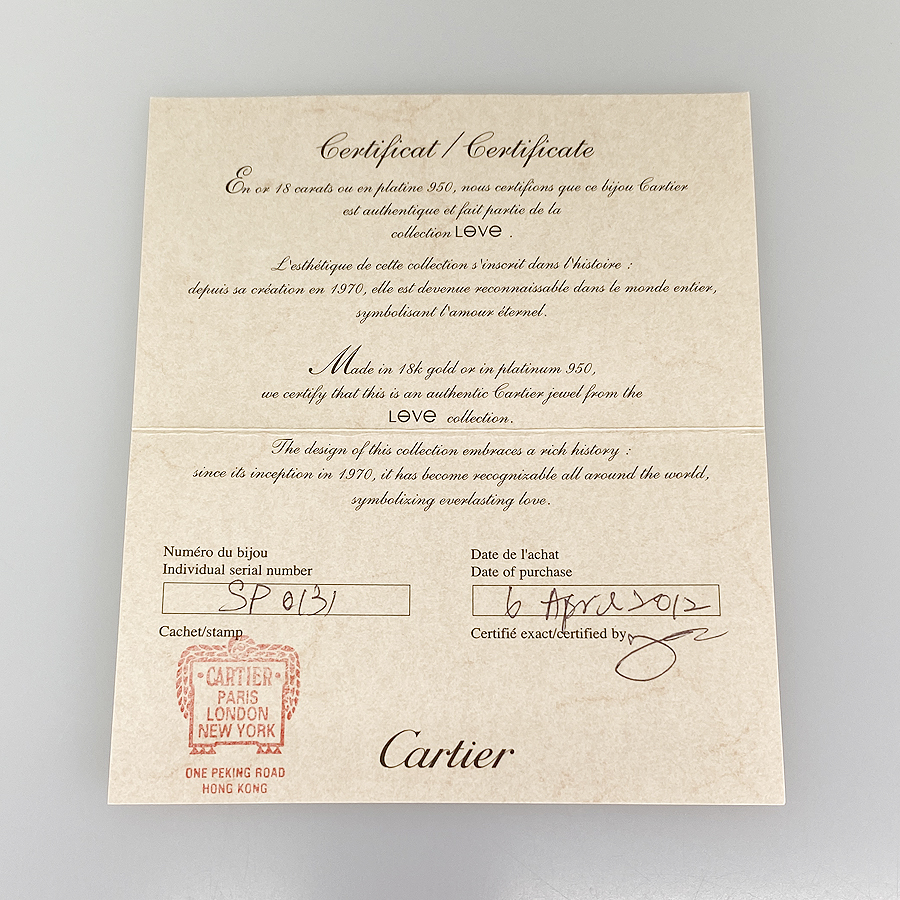 Certificat / Certificate
En or 18 carats ou en platine 950, nous certifions que ce bijou Cartier
est authentique et fait partie de la
collection LOVE .
L'esthétique de cette collection s'inscrit dans l'histoire :
depuis sa création en 1970, elle est devenue reconnaissable dans le monde entier,
symbolisant l'amour éternel.
Made in 18k gold or in platinum 950,
we certify that this is an authentic Cartier jewel from the
LOVE collection.
The design of this collection embraces a rich history :
since its inception in 1970, it has become recognizable all around the world,
symbolizing everlasting love.
Numéro du bijou
Individual serial number
SP 0131
Date de l'achat
Date of purchase
6 April 2012
Cachet/stamp
Certifié exact/certified by
CARTIER
PARIS
LONDON
NEW YORK
ONE PEKING ROAD
HONG KONG
Cartier